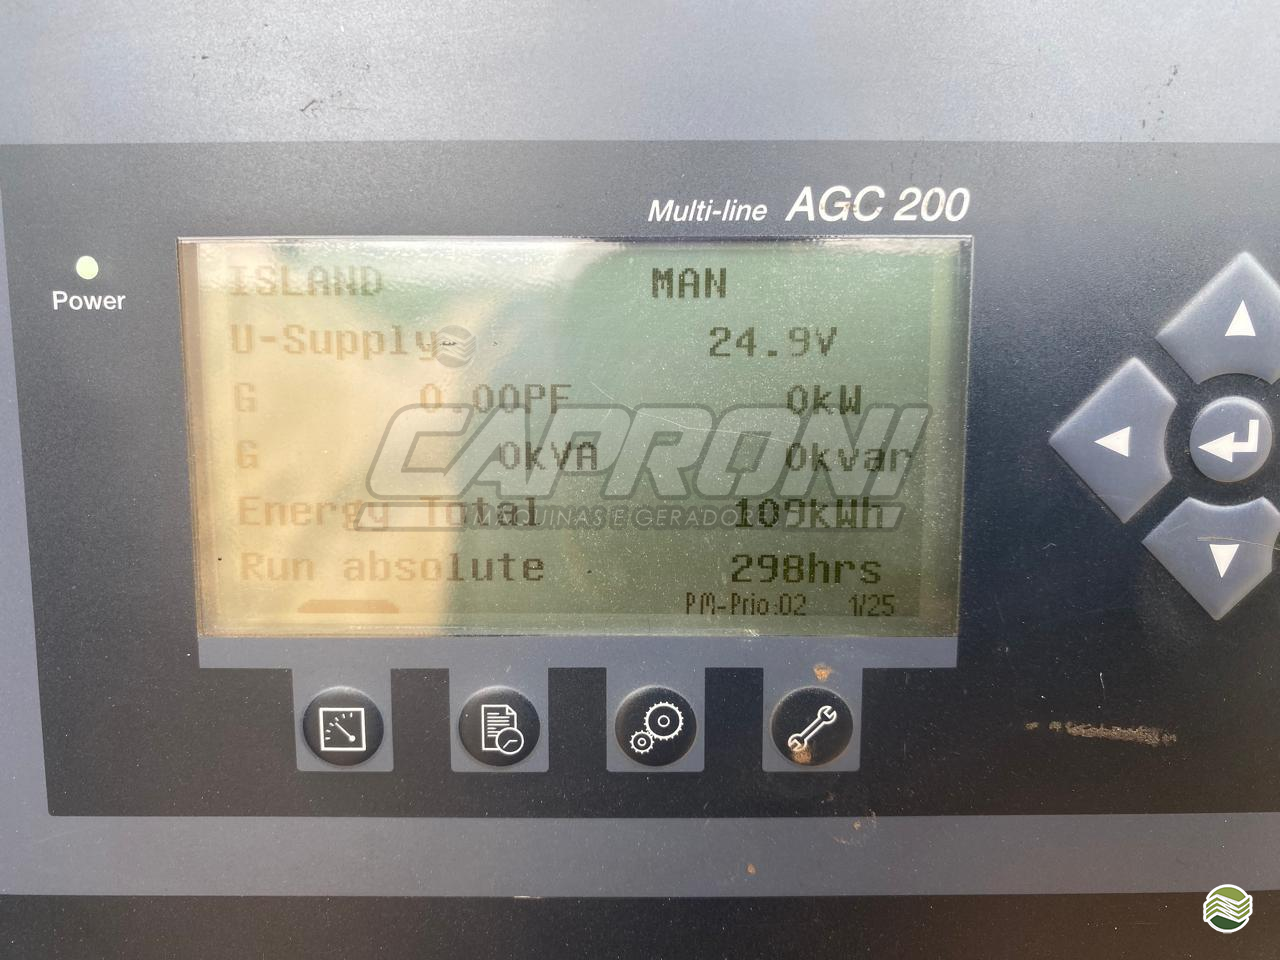 Multi-line AGC 200
Power
ISLAND MAN
U-Supply 24.9V
G 0.00PF 0kW
G 0kVA 0kvar
CAPRONI
Energy Total 109kWh
MÁQUINAS E GERADORES
Run absolute 298hrs
PM-Prio:02 1/25